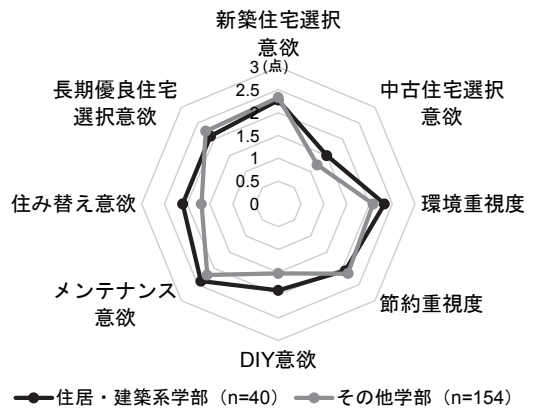 新築住宅選択
意欲
3 (点)
2.5
2
1.5
1
0.5
0
中古住宅選択
意欲
環境重視度
節約重視度
DIY意欲
メンテナンス
意欲
住み替え意欲
長期優良住宅
選択意欲
住居・建築系学部（n=40） その他学部（n=154）